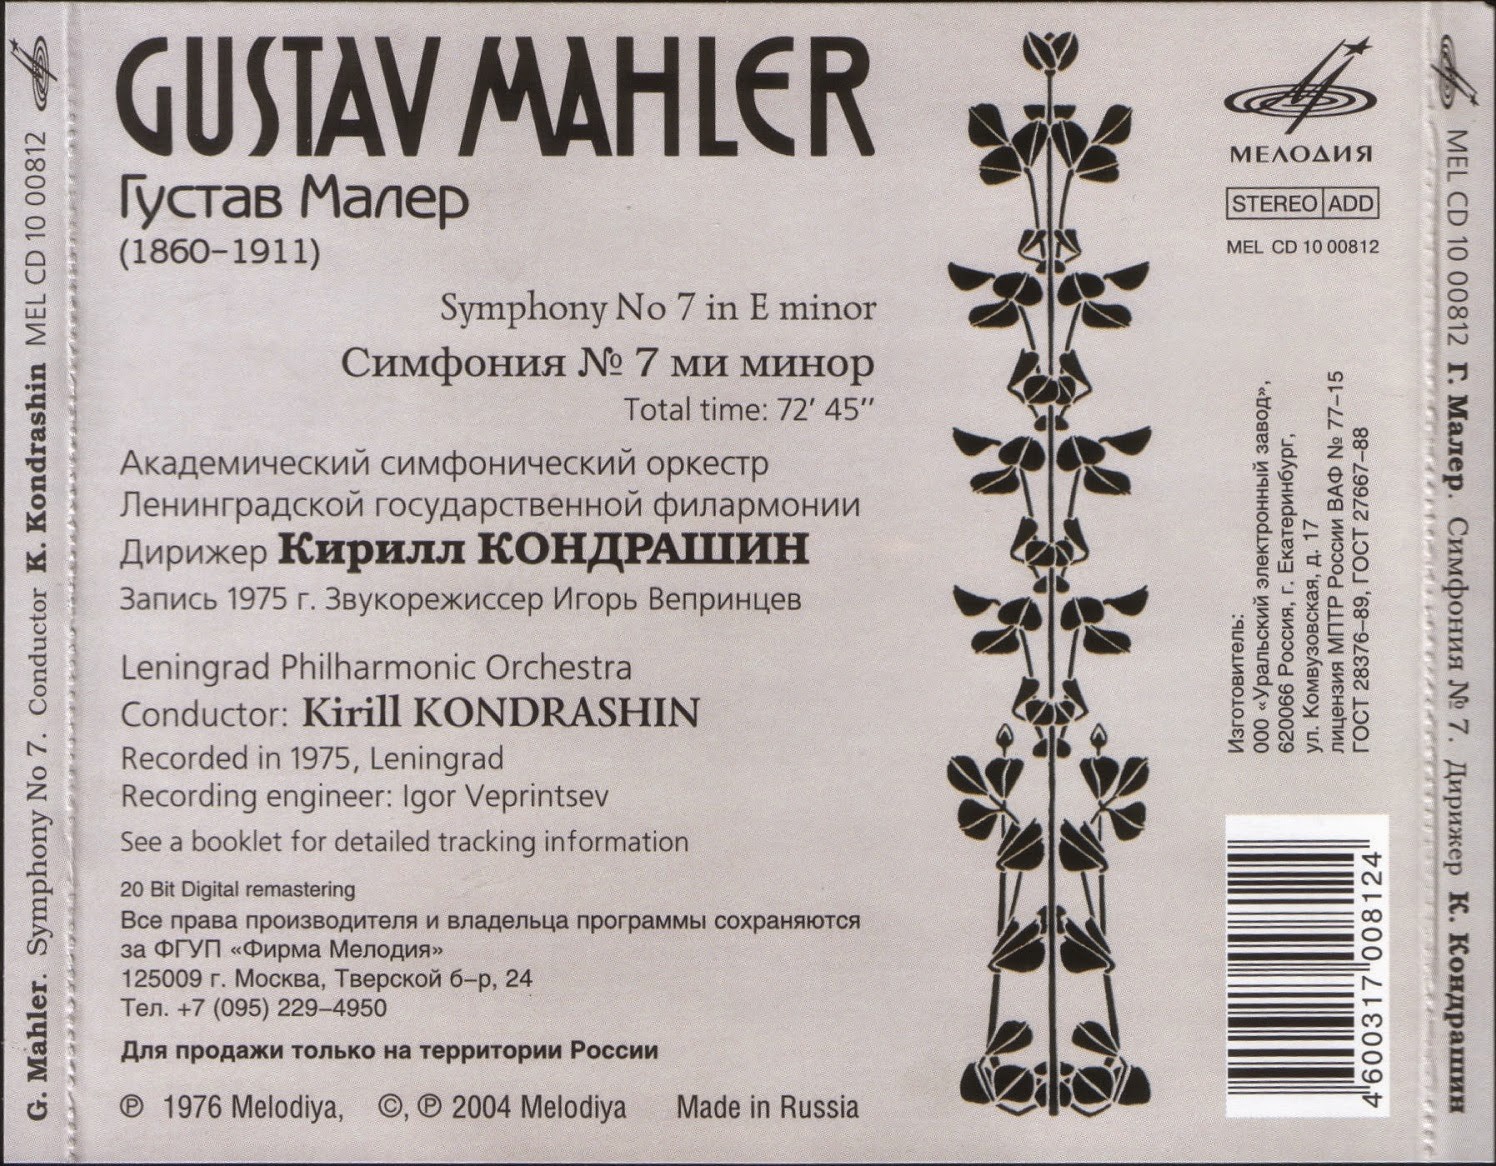 G. Mahler. Symphony No 7. Conductor K. Kondrashin MEL CD 10 00812
GUSTAV MAHLER
Густав Малер
(1860–1911)
Symphony No 7 in E minor
Симфония № 7 ми минор
Total time: 72' 45''
Академический симфонический оркестр
Ленинградской государственной филармонии
Дирижер Кирилл КОНДРАШИН
Запись 1975 г. Звукорежиссер Игорь Вепринцев
Leningrad Philharmonic Orchestra
Conductor: Kirill KONDRASHIN
Recorded in 1975, Leningrad
Recording engineer: Igor Veprintsev
See a booklet for detailed tracking information
20 Bit Digital remastering
Все права производителя и владельца программы сохраняются
за ФГУП «Фирма Мелодия»
125009 г. Москва, Тверской б–р, 24
Тел. +7 (095) 229–4950
Для продажи только на территории России
℗ 1976 Melodiya, ©, ℗ 2004 Melodiya Made in Russia
МЕЛОДИЯ
STEREO ADD
MEL CD 10 00812
Изготовитель:
ООО «Уральский электронный завод»,
620066 Россия, г. Екатеринбург,
ул. Комвузовская, д. 17
лицензия МПТР России ВАФ № 77–15
ГОСТ 28376–89, ГОСТ 27667–88
4 600317 008124
MEL CD 10 00812 Г. Малер. Симфония № 7. Дирижер К. Кондрашин